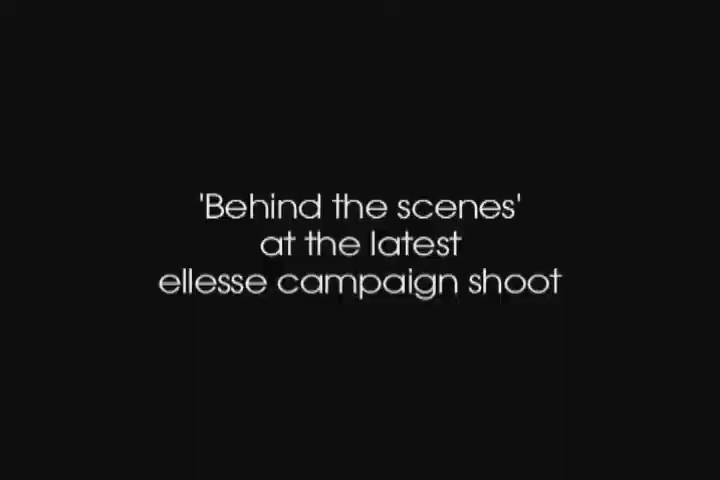 'Behind the scenes'
at the latest
ellesse campaign shoot